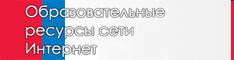 Образовательные
ресурсы сети
Интернет